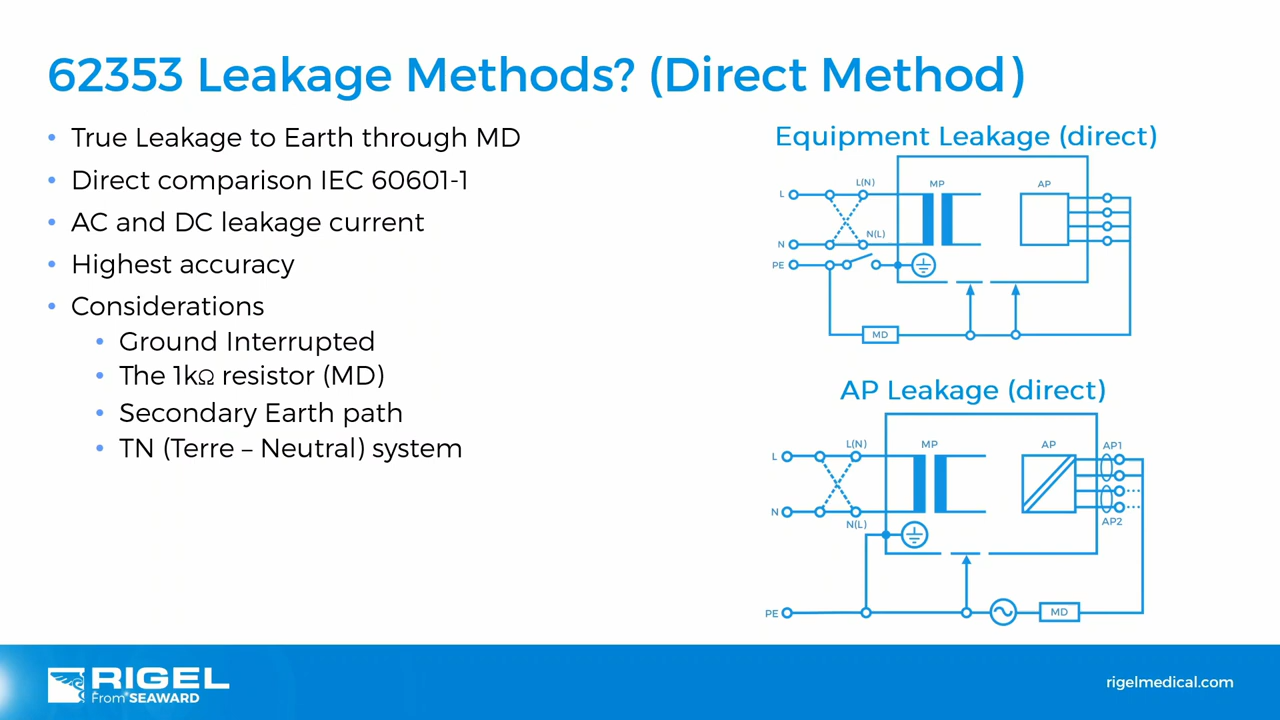 62353 Leakage Methods? (Direct Method)
• True Leakage to Earth through MD
• Direct comparison IEC 60601-1
• AC and DC leakage current
• Highest accuracy
• Considerations
• Ground Interrupted
• The 1kΩ resistor (MD)
• Secondary Earth path
• TN (Terre – Neutral) system
Equipment Leakage (direct)
L(N)
MP
AP
L
N(L)
N
PE
MD
AP Leakage (direct)
L(N)
MP
AP
AP1
L
N
N(L)
AP2
PE
MD
RIGEL
From SEAWARD
rigelmedical.com